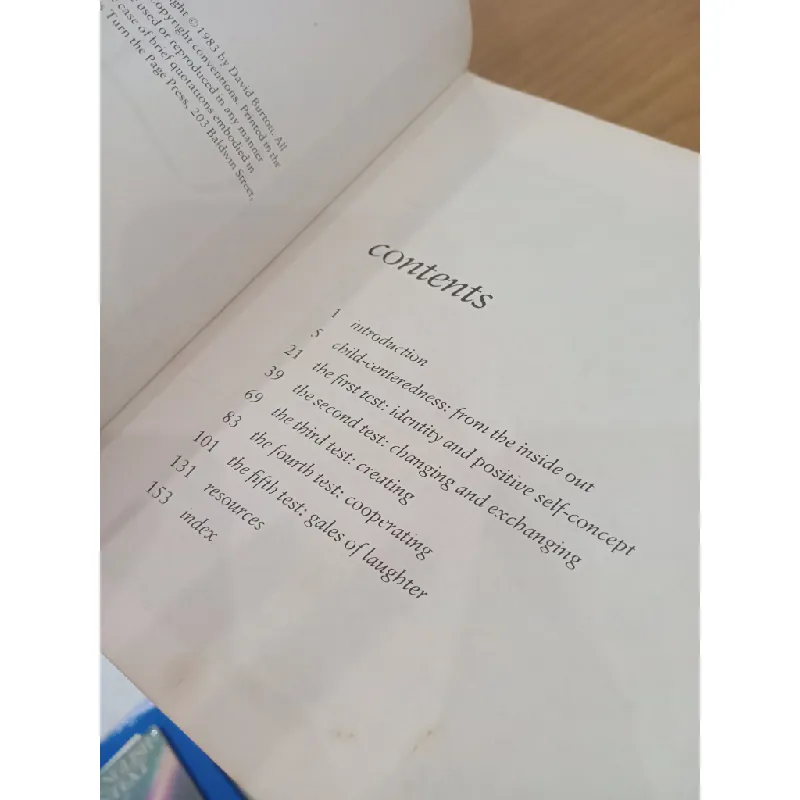 ght © 1983 by David Burton. All
copyright conventions. Printed in the
used or reproduced in any manner
case of brief quotations embodied in
Turn the Page Press, 203 Baldwin Street,
contents
1 introduction
5 child-centeredness: from the inside out
21 the first test: identity and positive self-concept
39 the second test: changing and exchanging
69 the third test: creating
83 the fourth test: cooperating
101 the fifth test: gales of laughter
131 resources
153 index